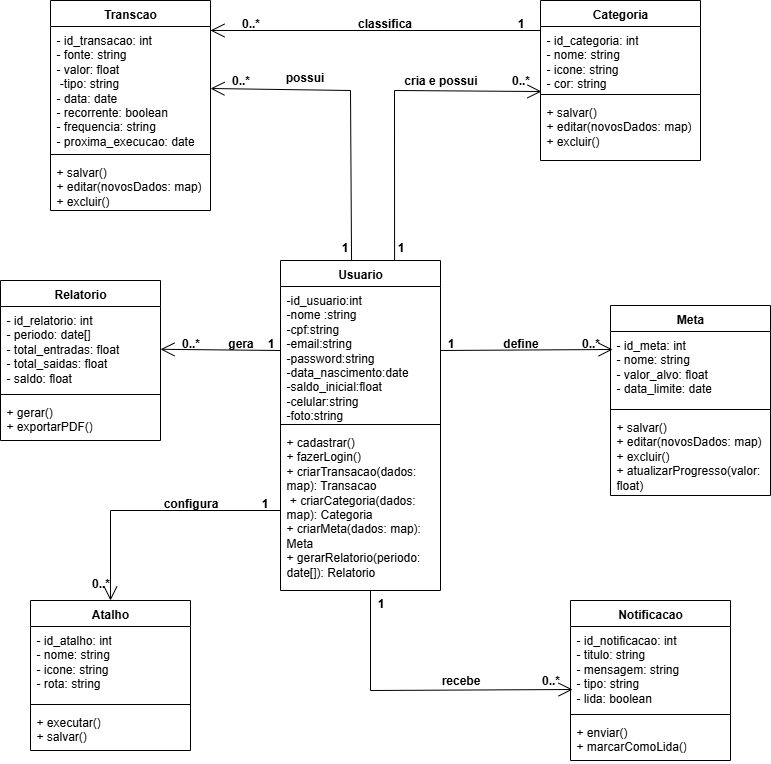 Transcao
- id_transacao: int
- fonte: string
- valor: float
-tipo: string
- data: date
- recorrente: boolean
- frequencia: string
- proxima_execucao: date
+ salvar()
+ editar(novosDados: map)
+ excluir()
0..*
classifica
1
Categoria
- id_categoria: int
- nome: string
- icone: string
- cor: string
+ salvar()
+ editar(novosDados: map)
+ excluir()
0..*
possui
1
cria e possui
0..*
1
Usuario
-id_usuario:int
-nome :string
-cpf:string
-email:string
-password:string
-data_nascimento:date
-saldo_inicial:float
-celular:string
-foto:string
+ cadastrar()
+ fazerLogin()
+ criarTransacao(dados:
map): Transacao
+ criarCategoria(dados:
map): Categoria
+ criarMeta(dados: map):
Meta
+ gerarRelatorio(periodo:
date[]): Relatorio
Relatorio
- id_relatorio: int
- periodo: date[]
- total_entradas: float
- total_saidas: float
- saldo: float
+ gerar()
+ exportarPDF()
0..*
gera
1
1
define
0..*
Meta
- id_meta: int
- nome: string
- valor_alvo: float
- data_limite: date
+ salvar()
+ editar(novosDados: map)
+ excluir()
+ atualizarProgresso(valor:
float)
configura
1
0..*
Atalho
- id_atalho: int
- nome: string
- icone: string
- rota: string
+ executar()
+ salvar()
1
recebe
0..*
Notificacao
- id_notificacao: int
- titulo: string
- mensagem: string
- tipo: string
- lida: boolean
+ enviar()
+ marcarComoLida()